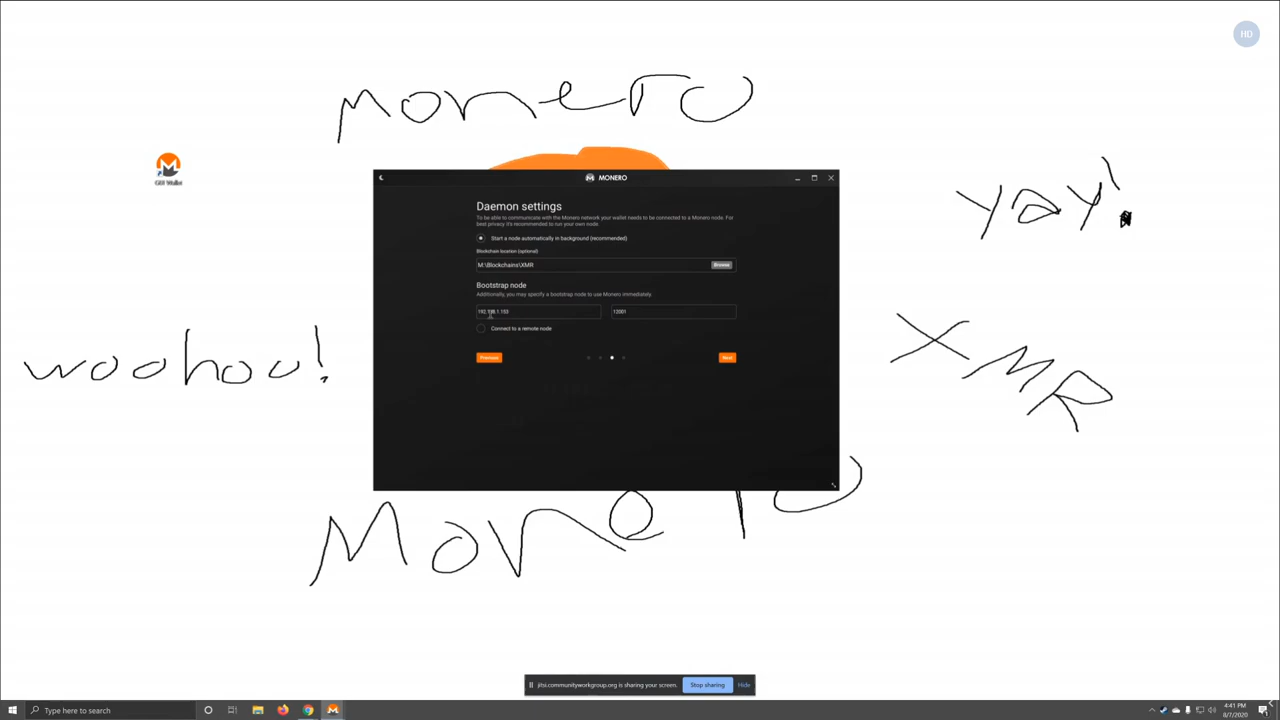 HD
Monero
GUI Wallet
yay!
MONERO
Daemon settings
To be able to communicate with the Monero network your wallet needs to be connected to a Monero node. For
best privacy it's recommended to run your own node.
Start a node automatically in background (recommended)
Blockchain location (optional)
M:\Blockchains\XMR
Browse
Bootstrap node
Additionally, you may specify a bootstrap node to use Monero immediately.
192.168.1.153
12001
Connect to a remote node
Previous
Next
woohoo!
XMR
Monero
jitsi.communityworkgroup.org is sharing your screen.
Stop sharing
Hide
Type here to search
4:41 PM
8/7/2020